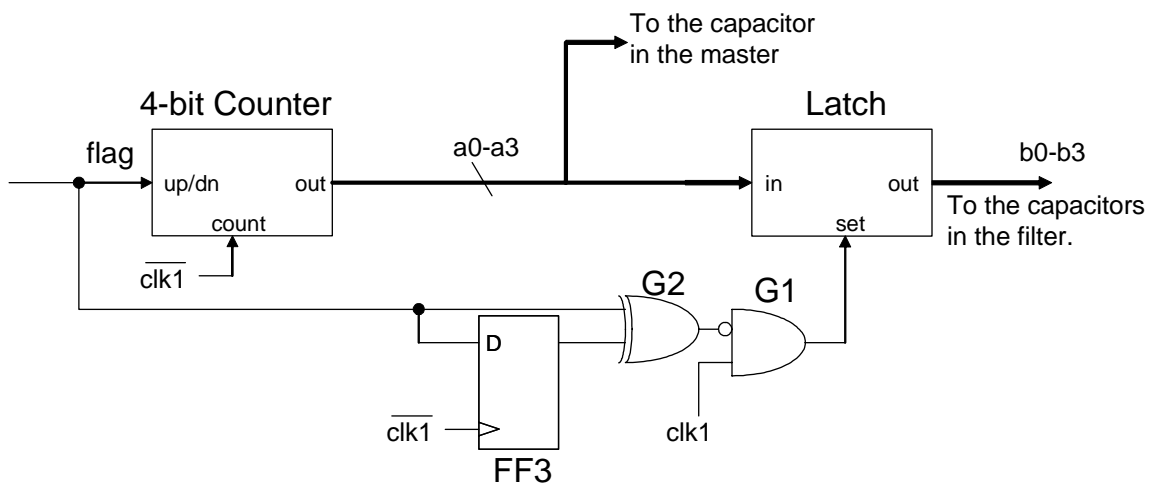 To the capacitor
in the master
4-bit Counter
Latch
flag
a0-a3
b0-b3
up/dn
out
in
out
count
set
To the capacitors
in the filter.
clk1
G2
G1
D
clk1
clk1
FF3